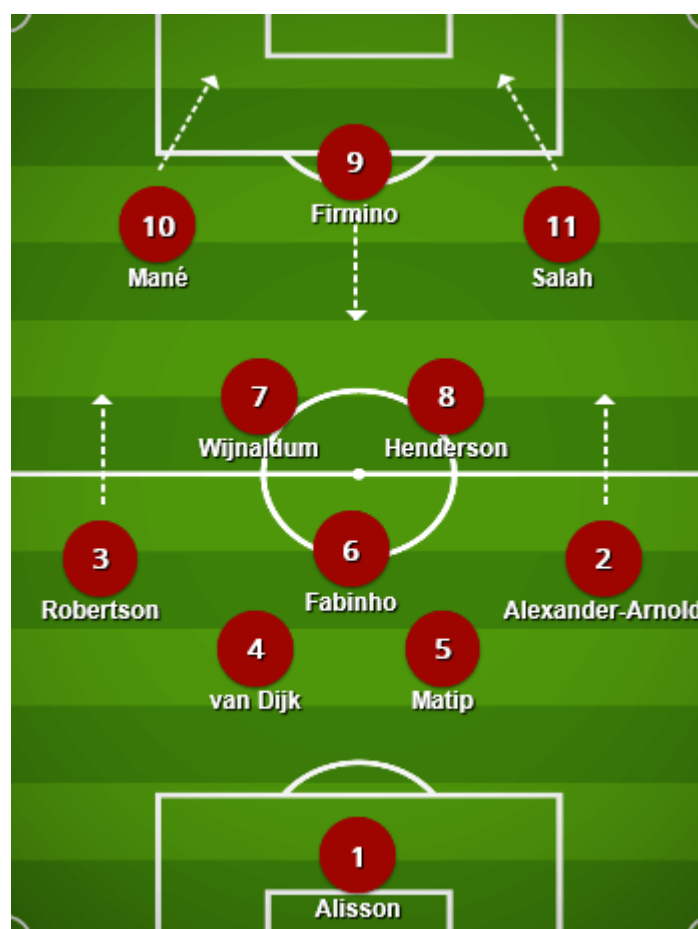 9
Firmino
10
Mané
11
Salah
7
Wijnaldum
8
Henderson
3
Robertson
6
Fabinho
2
Alexander-Arnold
4
van Dijk
5
Matip
1
Alisson